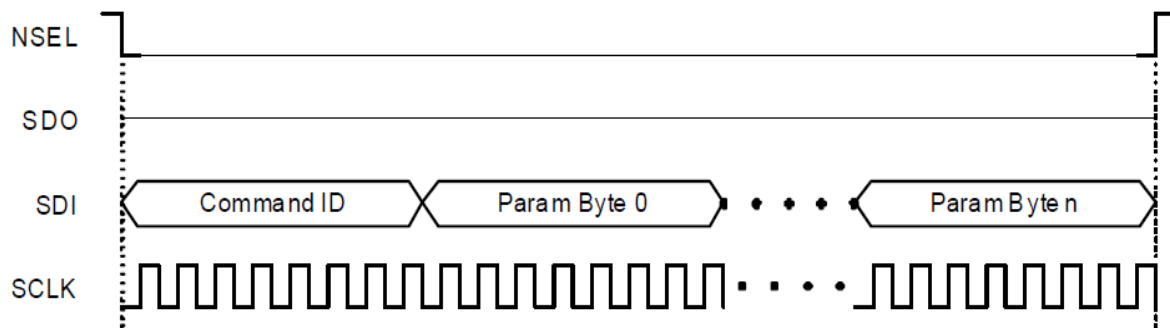 NSEL
SDO
SDI Command ID Param Byte 0 Param Byte n
SCLK